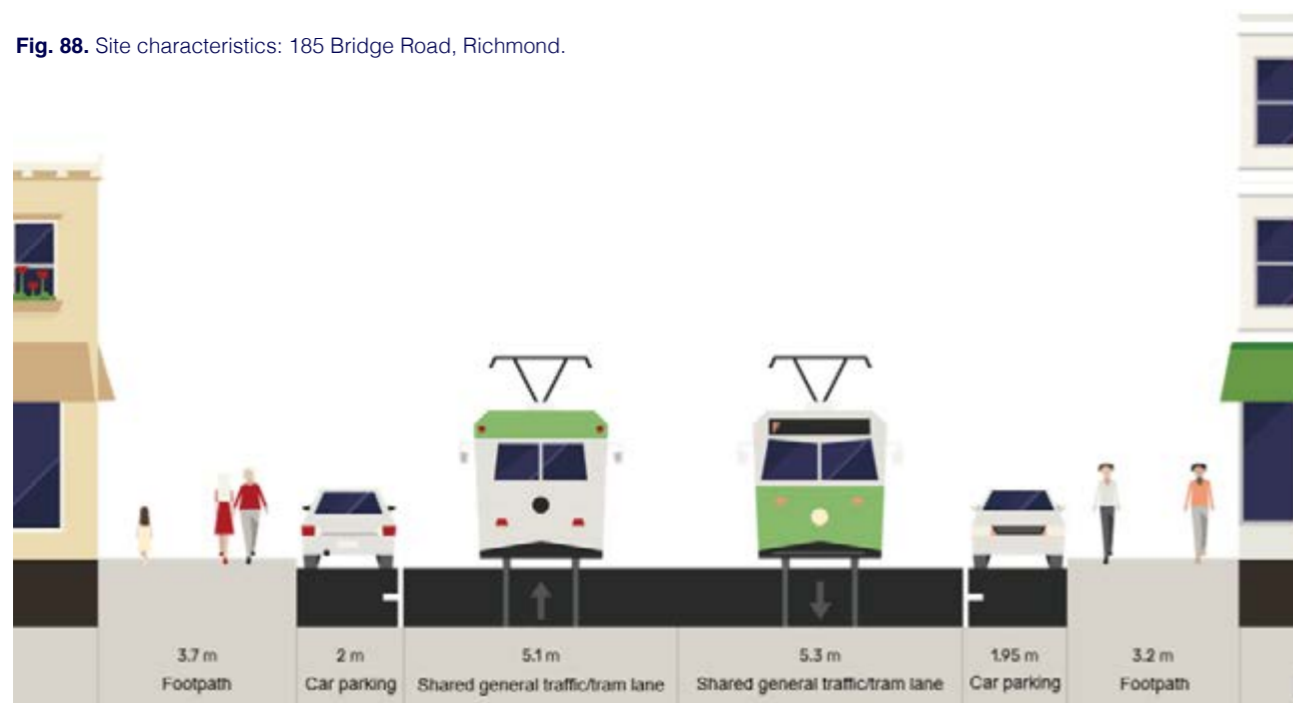 Fig. 88. Site characteristics: 185 Bridge Road, Richmond.
3.7 m
Footpath
2 m
Car parking
5.1 m
Shared general traffic/tram lane
5.3 m
Shared general traffic/tram lane
1.95 m
Car parking
3.2 m
Footpath